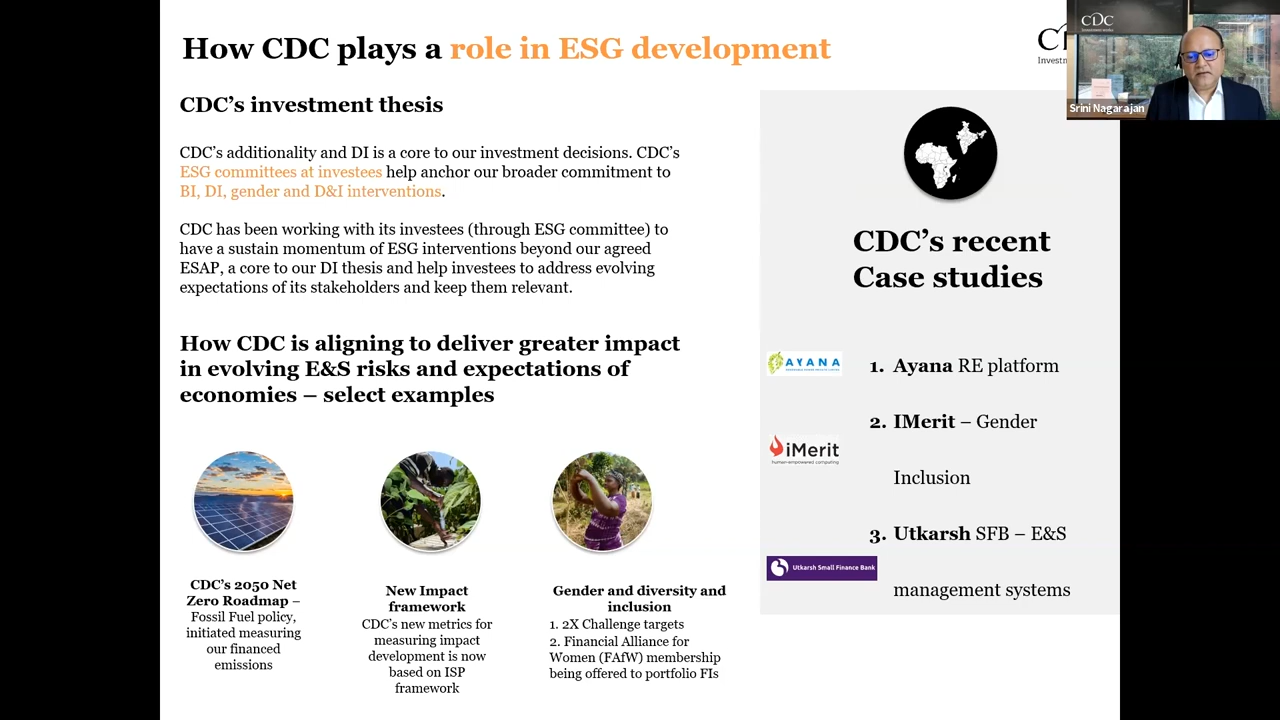 How CDC plays a role in ESG development
CDC's investment thesis
CDC's additionality and DI is a core to our investment decisions. CDC's
ESG committees at investees help anchor our broader commitment to
BI, DI, gender and D&I interventions.
CDC has been working with its investees (through ESG committee) to
have a sustain momentum of ESG interventions beyond our agreed
ESAP, a core to our DI thesis and help investees to address evolving
expectations of its stakeholders and keep them relevant.
How CDC is aligning to deliver greater impact
in evolving E&S risks and expectations of
economies – select examples
CDC's 2050 Net
Zero Roadmap –
Fossil Fuel policy,
initiated measuring
our financed
emissions
New Impact
framework
CDC's new metrics for
measuring impact
development is now
based on ISP
framework
Gender and diversity and
inclusion
1. 2X Challenge targets
2. Financial Alliance for
Women (FAfW) membership
being offered to portfolio FIs
CDC's recent
Case studies
AYANA
1. Ayana RE platform
iMerit
human-empowered computing
2. IMerit – Gender
Inclusion
3. Utkarsh SFB – E&S
Utkarsh Small Finance Bank
management systems
CDC
Srini Nagarajan